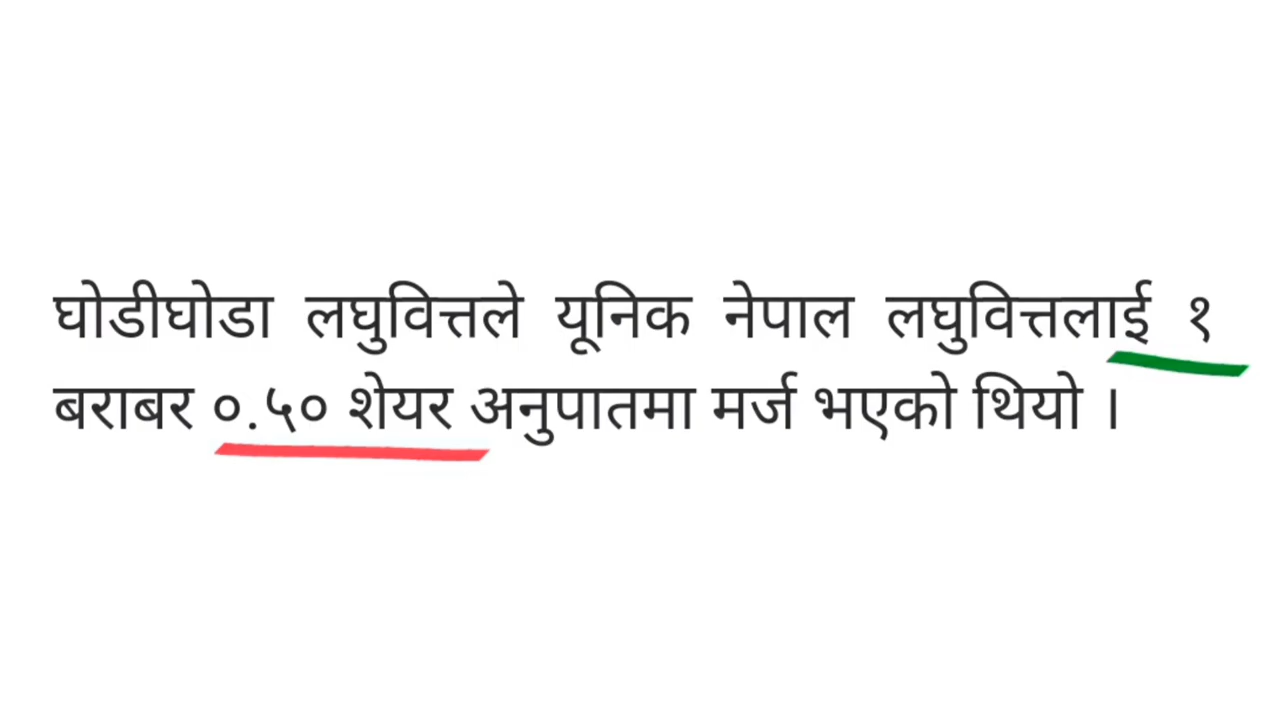 घोडीघोडा लघुवित्तले यूनिक नेपाल लघुवित्तलाई १
बराबर ०.५० शेयर अनुपातमा मर्ज भएको थियो ।